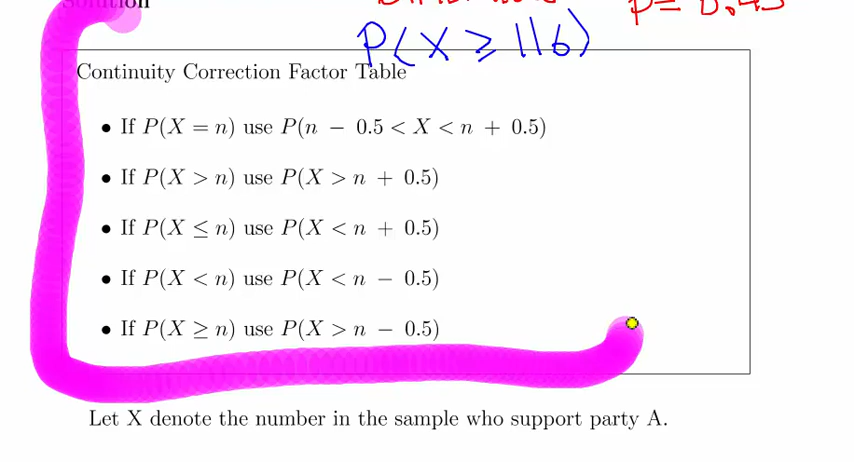 Solution
P(X ≥ 116)
Continuity Correction Factor Table
• If P(X = n) use P(n − 0.5 < X < n + 0.5)
• If P(X > n) use P(X > n + 0.5)
• If P(X ≤ n) use P(X < n + 0.5)
• If P(X < n) use P(X < n − 0.5)
• If P(X ≥ n) use P(X > n − 0.5)
Let X denote the number in the sample who support party A.